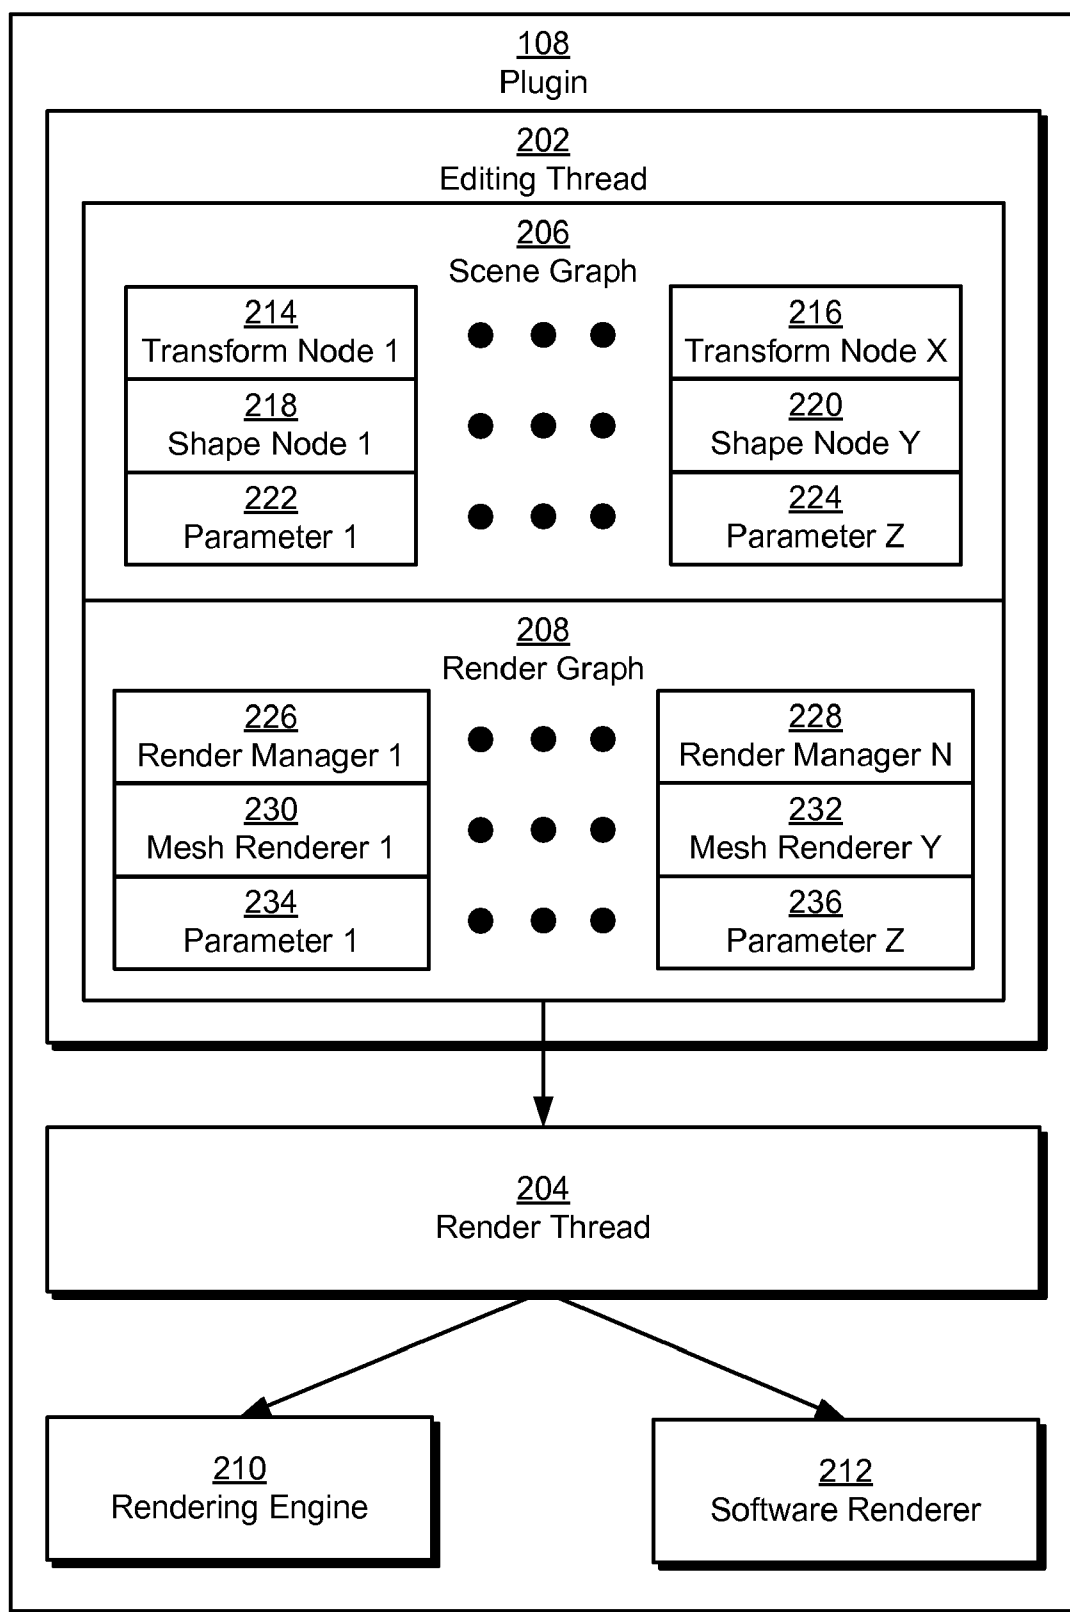 108
Plugin
202
Editing Thread
206
Scene Graph
214
Transform Node 1
216
Transform Node X
218
Shape Node 1
220
Shape Node Y
222
Parameter 1
224
Parameter Z
208
Render Graph
226
Render Manager 1
228
Render Manager N
230
Mesh Renderer 1
232
Mesh Renderer Y
234
Parameter 1
236
Parameter Z
204
Render Thread
210
Rendering Engine
212
Software Renderer